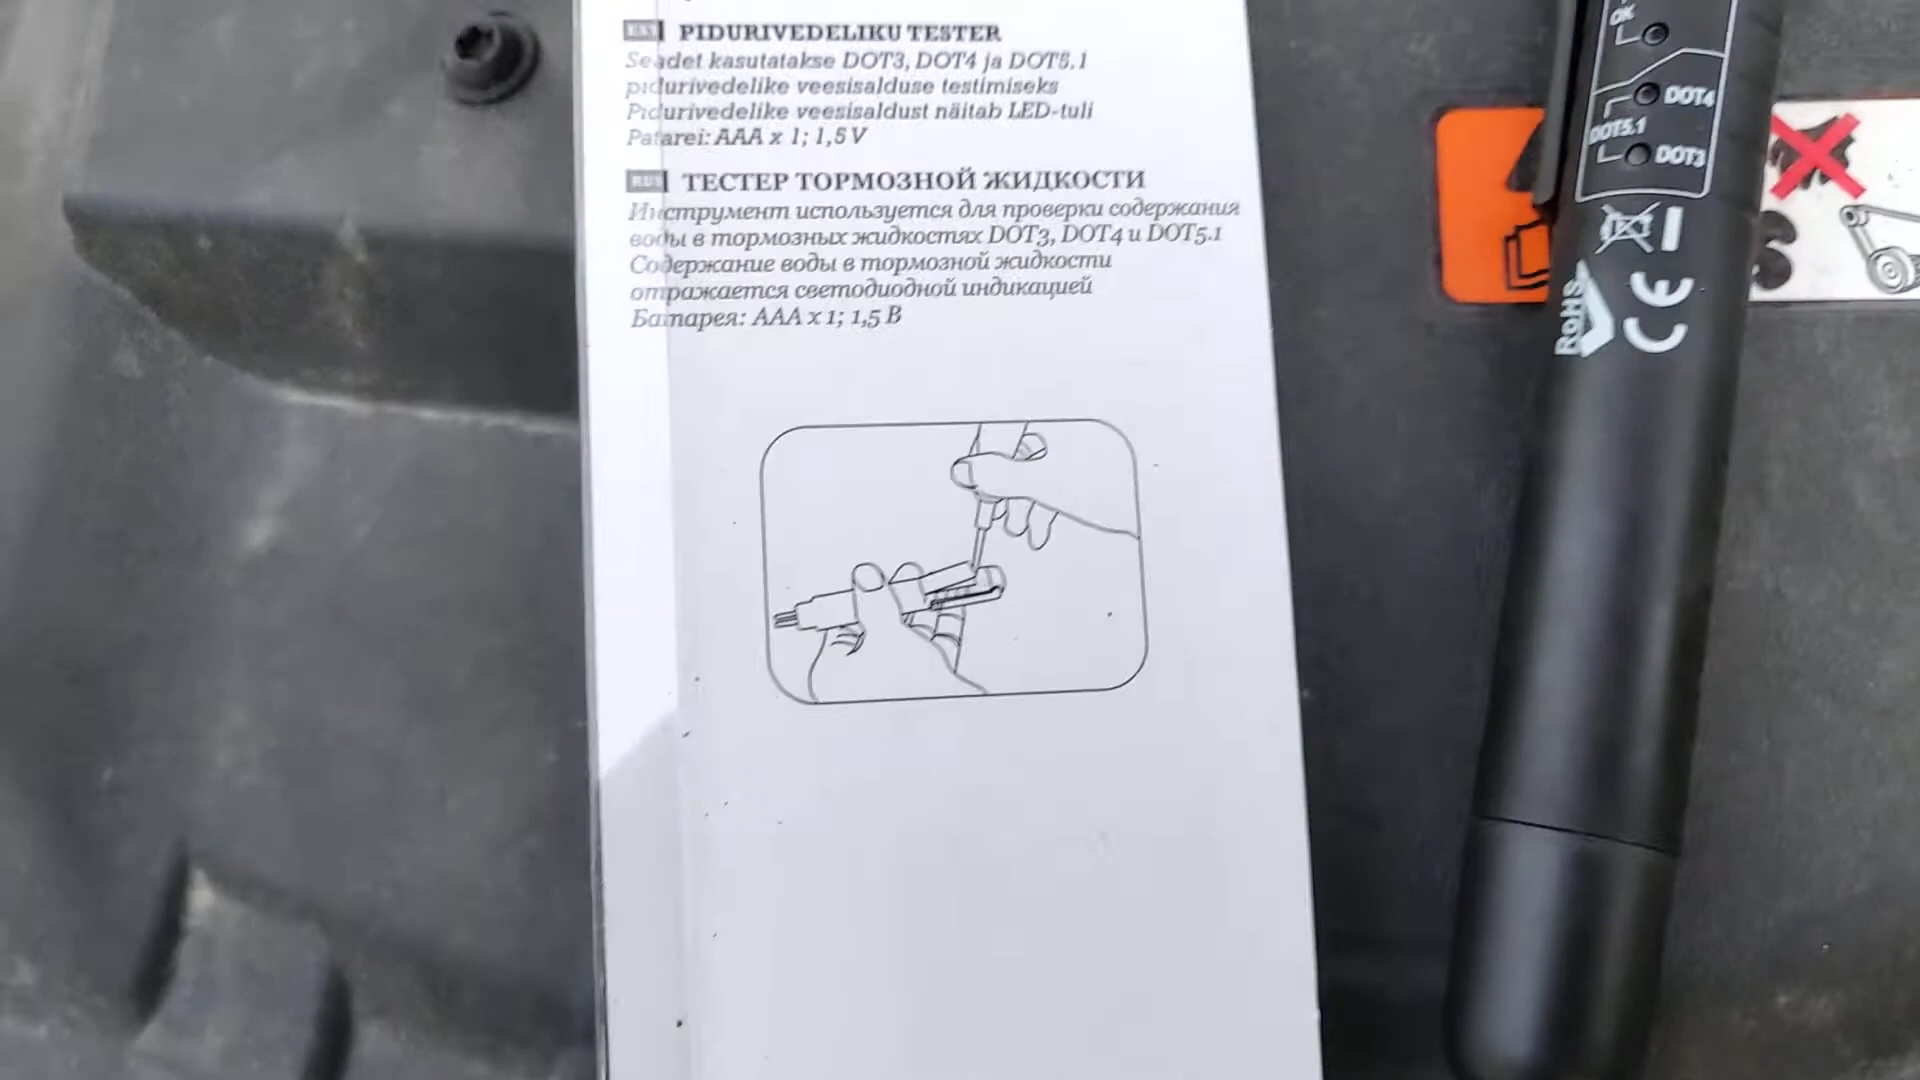 EST PIDURIVEDELIKU TESTER
Seadet kasutatakse DOT3, DOT4 ja DOT5.1
pidurivedelike veesisalduse testimiseks
Pidurivedelike veesisaldust näitab LED-tuli
Patarei: AAA x 1; 1,5 V
RUS ТЕСТЕР ТОРМОЗНОЙ ЖИДКОСТИ
Инструмент используется для проверки содержания
воды в тормозных жидкостях DOT3, DOT4 и DOT5.1
Содержание воды в тормозной жидкости
отражается светодиодной индикацией
Батарея: AAA x 1; 1,5 В
OK
DOT4
DOT5.1
DOT3
RoHS
CE